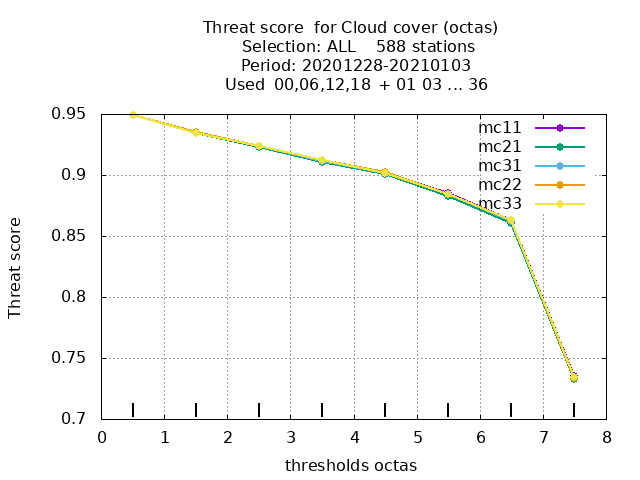 Threat score  for Cloud cover (octas)
Selection: ALL    588 stations
Period: 20201228-20210103
Used  00,06,12,18  + 01 03 ... 36
0.95
0.9
0.85
0.8
0.75
0.7
Threat score
mc11
mc21
mc31
mc22
mc33
0 1 2 3 4 5 6 7 8
thresholds octas